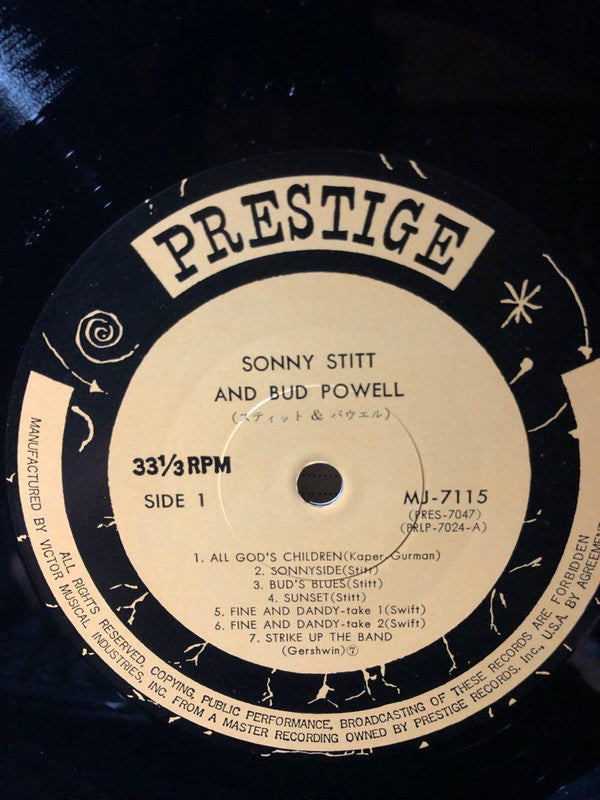 PRESTIGE
SONNY STITT
AND BUD POWELL
(スティット & パウエル)
33⅓ RPM
SIDE 1
MJ-7115
(PRES-7047)
(PRLP-7024-A)
1. ALL GOD'S CHILDREN(Kaper-Gurman)
2. SONNYSIDE(Stitt)
3. BUD'S BLUES(Stitt)
4. SUNSET(Stitt)
5. FINE AND DANDY-take 1(Swift)
6. FINE AND DANDY-take 2(Swift)
7. STRIKE UP THE BAND
(Gershwin)⑦
MANUFACTURED BY VICTOR MUSICAL INDUSTRIES, INC. FROM A MASTER RECORDING OWNED BY PRESTIGE RECORDS. Inc., U.S.A. BY AGREEMENT
ALL RIGHTS RESERVED, COPYING, PUBLIC PERFORMANCE, BROADCASTING OF THESE RECORDS ARE FORBIDDEN